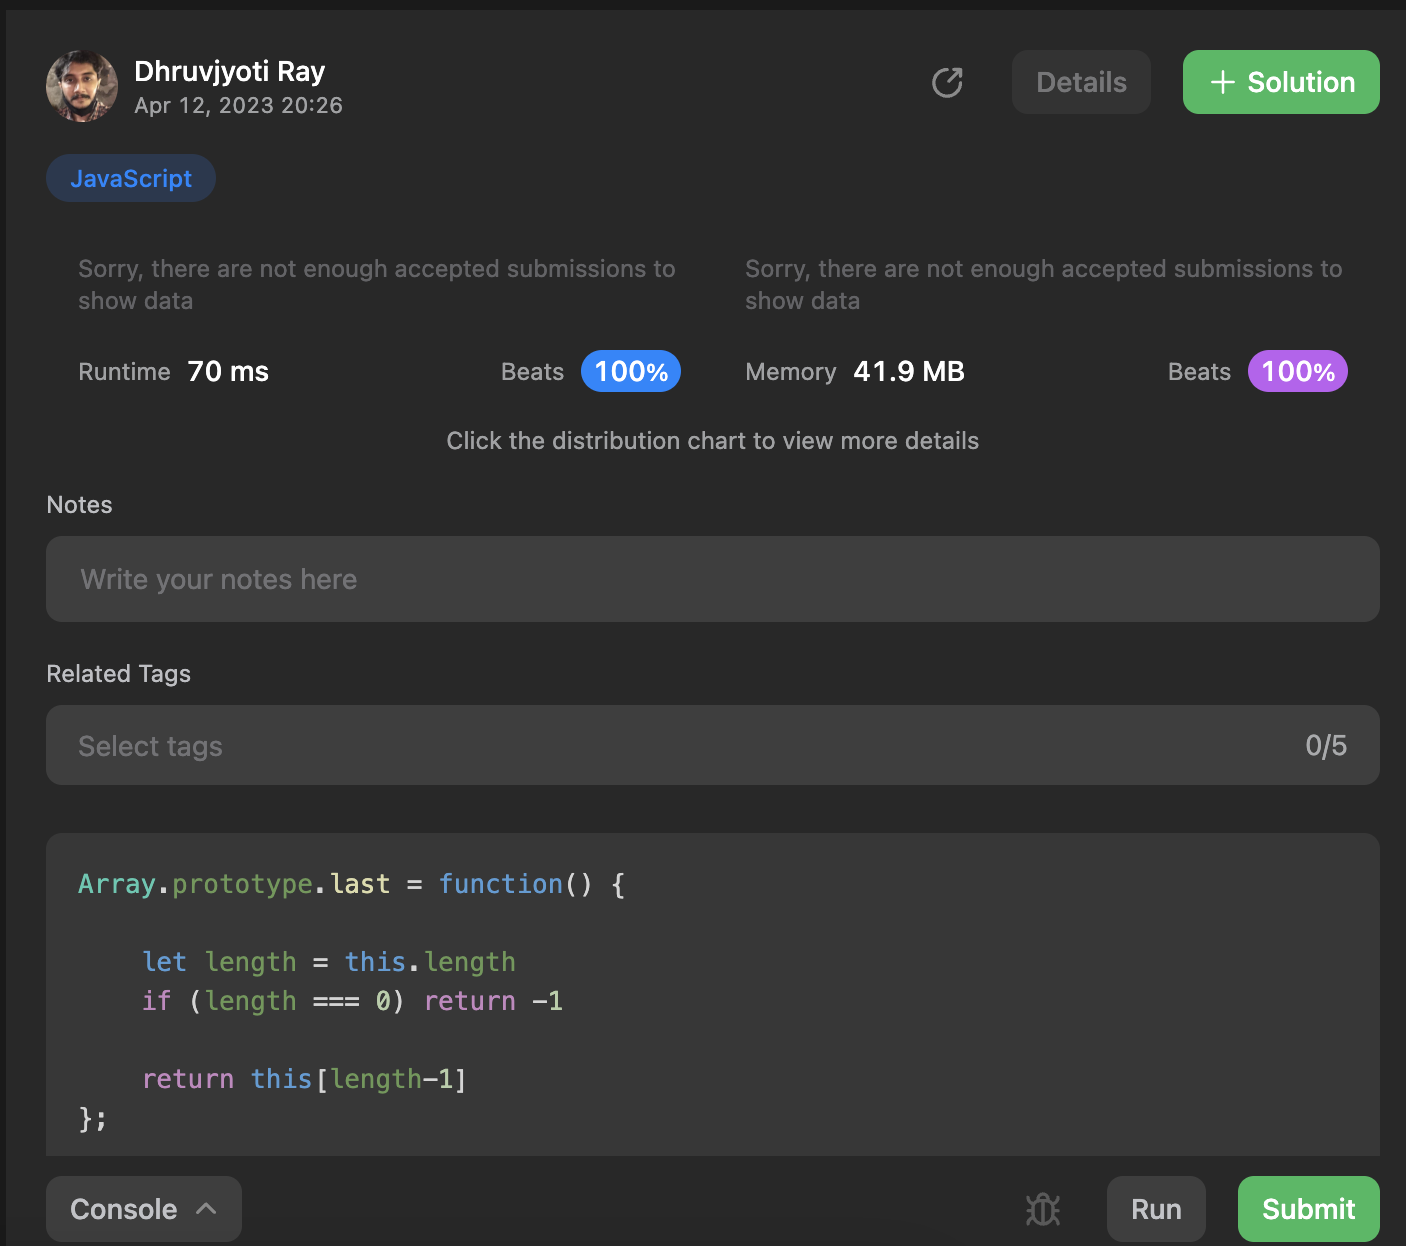 Dhruvjyoti Ray
Apr 12, 2023 20:26
Details
+ Solution
JavaScript
Sorry, there are not enough accepted submissions to
show data
Sorry, there are not enough accepted submissions to
show data
Runtime 70 ms
Beats 100%
Memory 41.9 MB
Beats 100%
Click the distribution chart to view more details
Notes
Write your notes here
Related Tags
Select tags
0/5
Array.prototype.last = function() {
    let length = this.length
    if (length === 0) return -1
    return this[length-1]
};
Console
Run
Submit